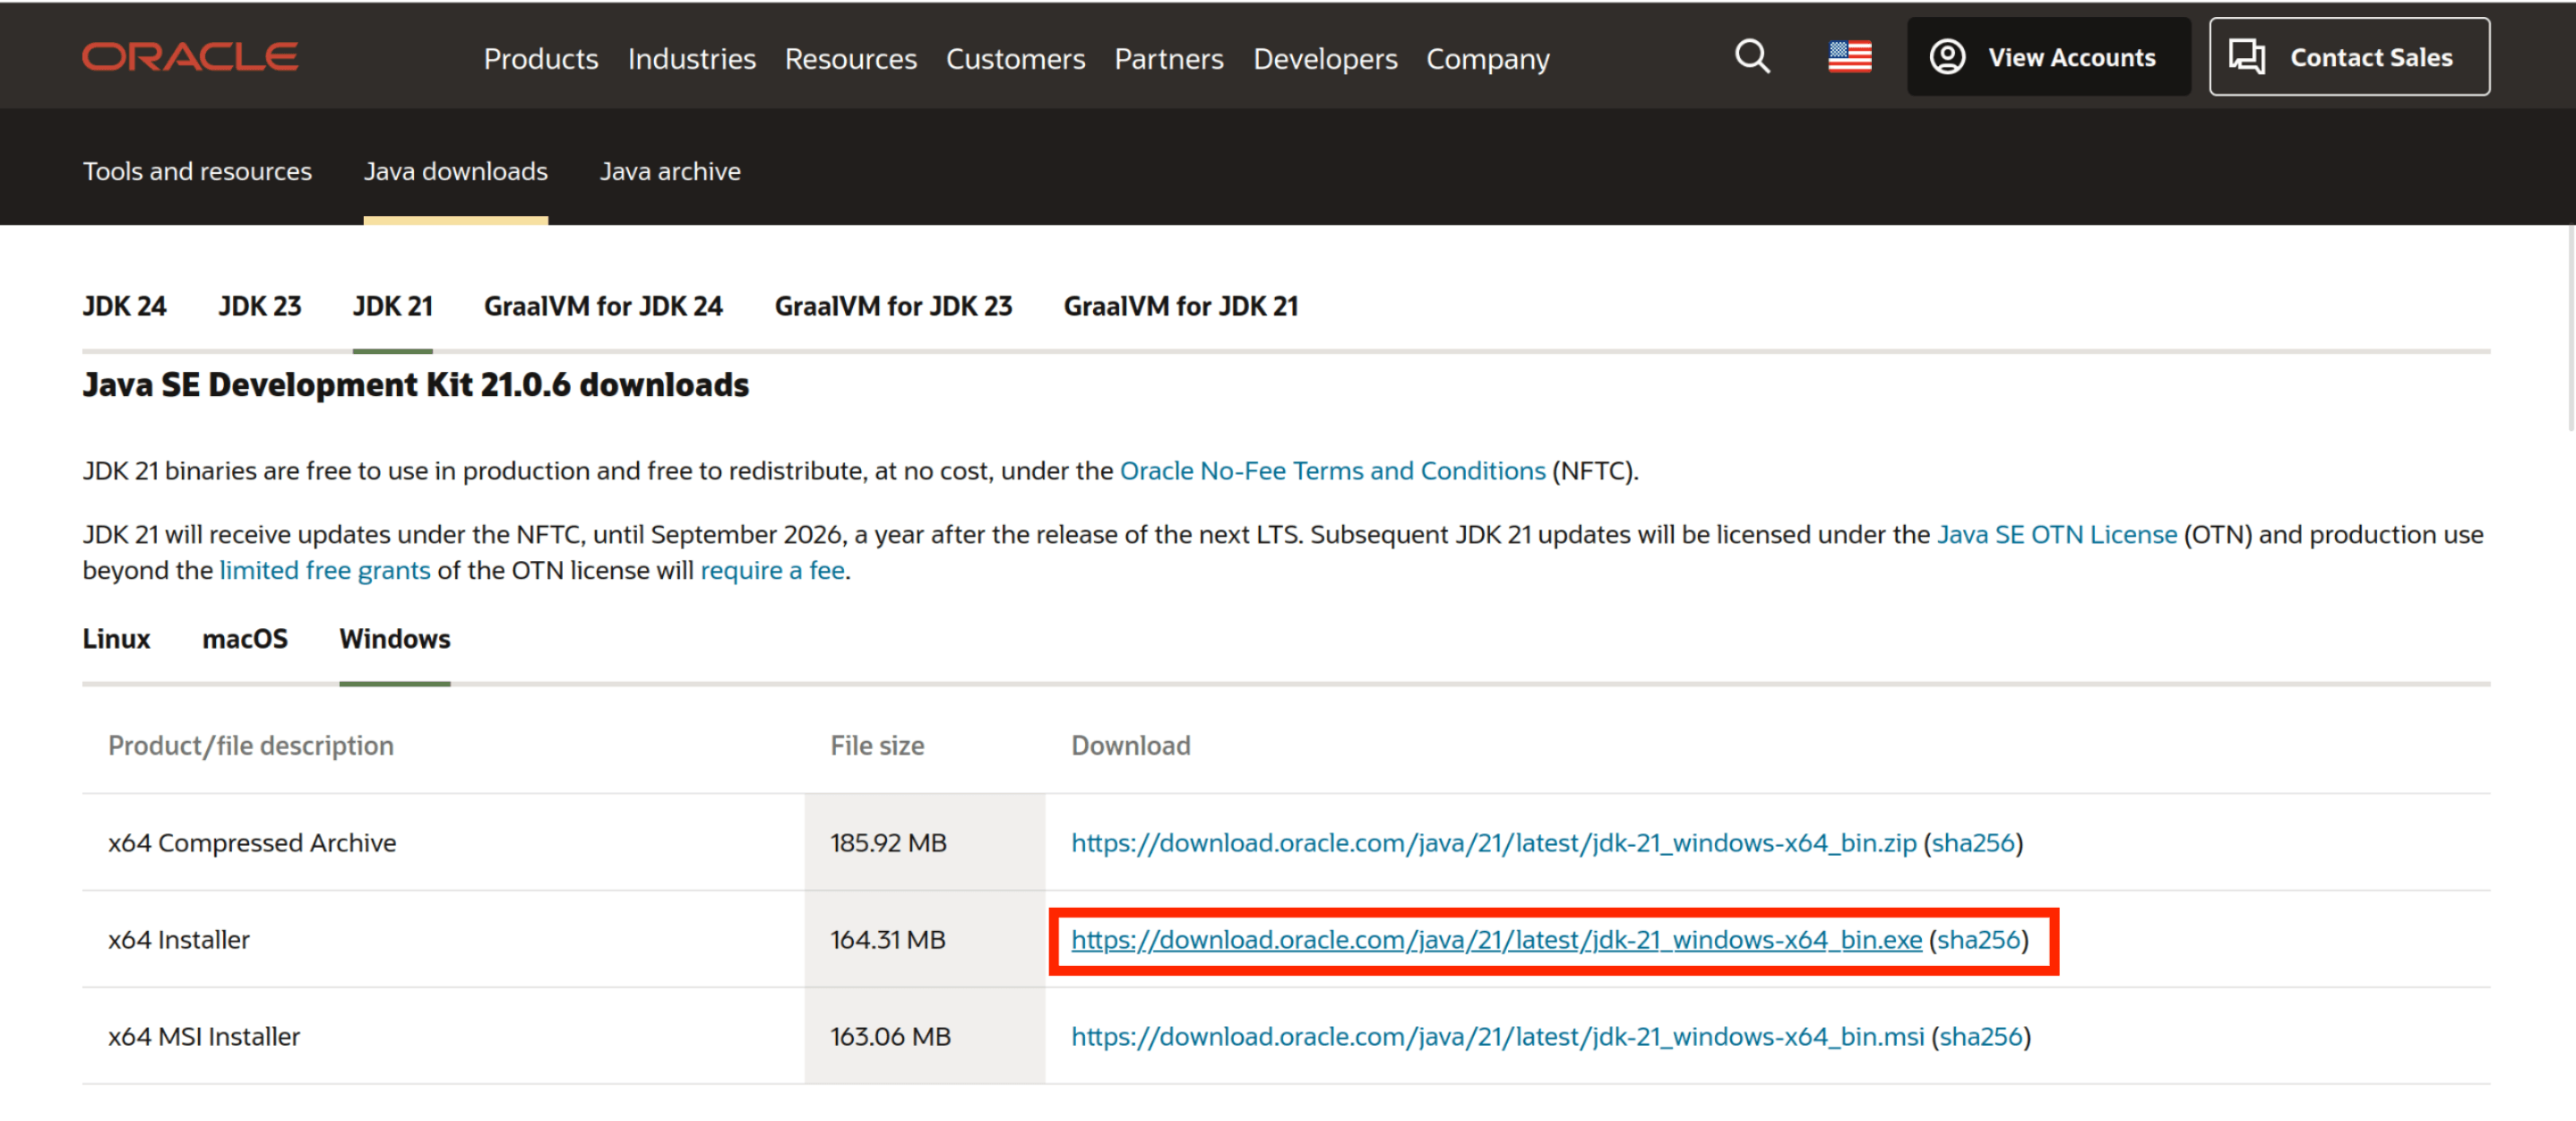 ORACLE Products Industries Resources Customers Partners Developers Company View Accounts Contact Sales
Tools and resources Java downloads Java archive
JDK 24 JDK 23 JDK 21 GraalVM for JDK 24 GraalVM for JDK 23 GraalVM for JDK 21
Java SE Development Kit 21.0.6 downloads
JDK 21 binaries are free to use in production and free to redistribute, at no cost, under the Oracle No-Fee Terms and Conditions (NFTC).
JDK 21 will receive updates under the NFTC, until September 2026, a year after the release of the next LTS. Subsequent JDK 21 updates will be licensed under the Java SE OTN License (OTN) and production use
beyond the limited free grants of the OTN license will require a fee.
Linux macOS Windows
Product/file description File size Download
x64 Compressed Archive 185.92 MB https://download.oracle.com/java/21/latest/jdk-21_windows-x64_bin.zip (sha256)
x64 Installer 164.31 MB https://download.oracle.com/java/21/latest/jdk-21_windows-x64_bin.exe (sha256)
x64 MSI Installer 163.06 MB https://download.oracle.com/java/21/latest/jdk-21_windows-x64_bin.msi (sha256)